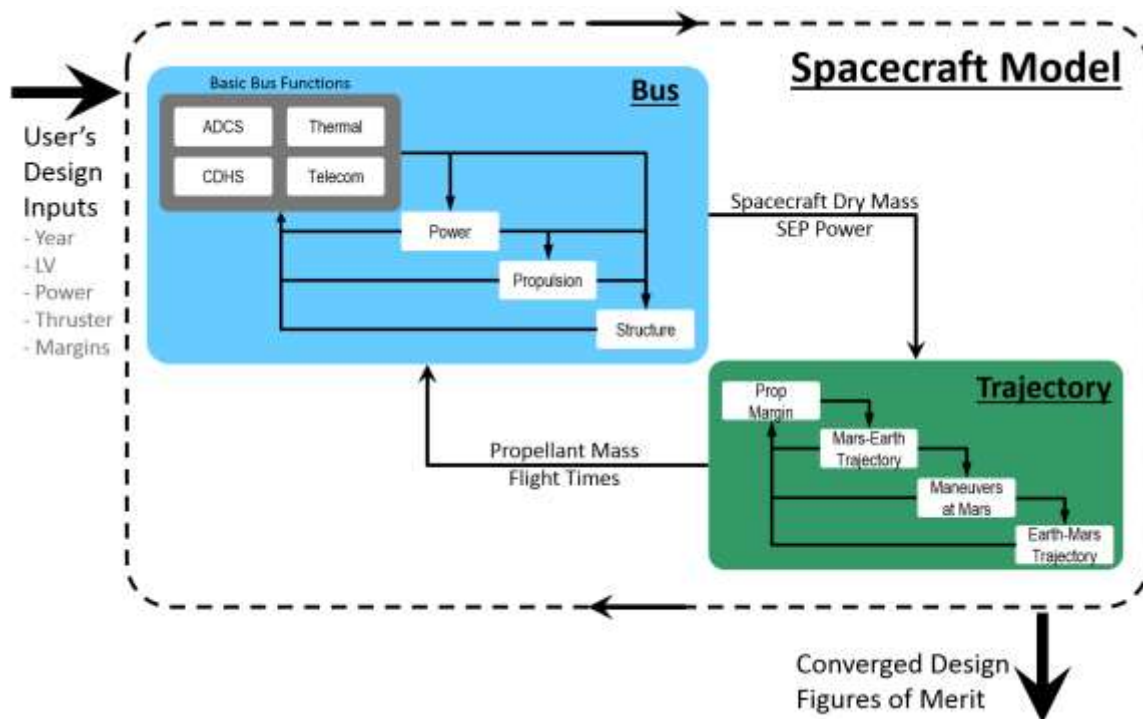 Spacecraft Model
User's
Design
Inputs
- Year
- LV
- Power
- Thruster
- Margins
Basic Bus Functions
Bus
ADCS
Thermal
CDHS
Telecom
Power
Propulsion
Structure
Spacecraft Dry Mass
SEP Power
Propellant Mass
Flight Times
Trajectory
Prop
Margin
Mars-Earth
Trajectory
Maneuvers
at Mars
Earth-Mars
Trajectory
Converged Design
Figures of Merit